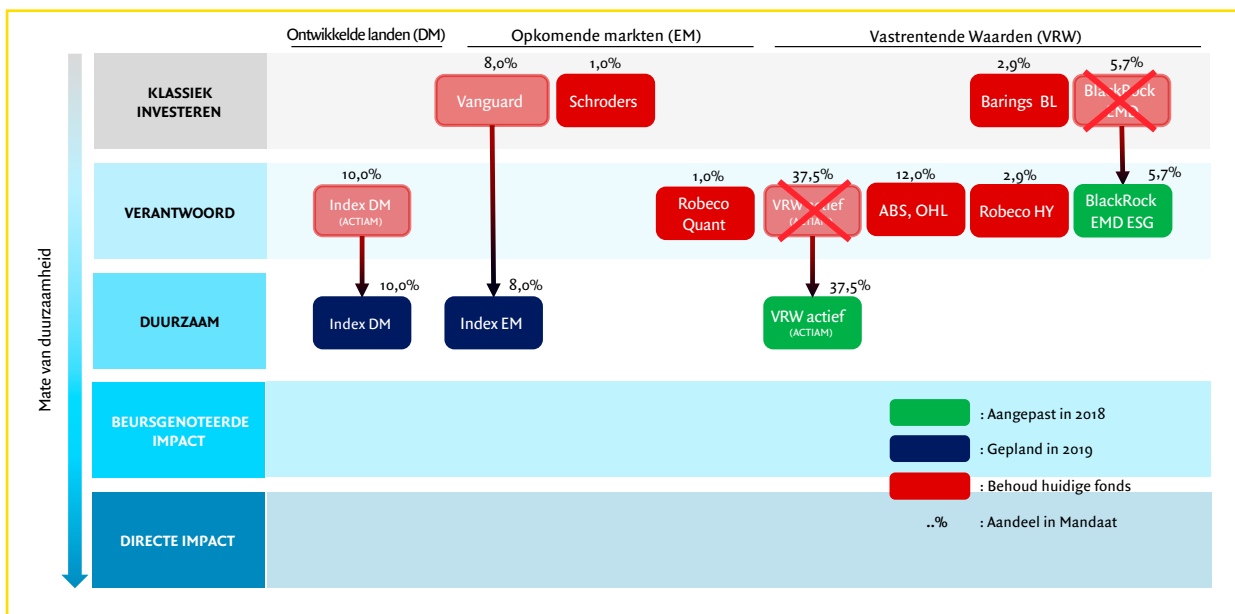 Ontwikkelde landen (DM)
Opkomende markten (EM)
Vastrentende Waarden (VRW)
Mate van duurzaamheid
KLASSIEK
INVESTEREN
8,0%
Vanguard
1,0%
Schroders
2,9%
Barings BL
5,7%
BlackRock
EMD
VERANTWOORD
10,0%
Index DM
(ACTIAM)
1,0%
Robeco
Quant
37,5%
VRW actief
(ACTIAM)
12,0%
ABS, OHL
2,9%
Robeco HY
5,7%
BlackRock
EMD ESG
DUURZAAM
10,0%
Index DM
8,0%
Index EM
37,5%
VRW actief
(ACTIAM)
BEURSGENOTEERDE
IMPACT
: Aangepast in 2018
: Gepland in 2019
: Behoud huidige fonds
..% : Aandeel in Mandaat
DIRECTE IMPACT